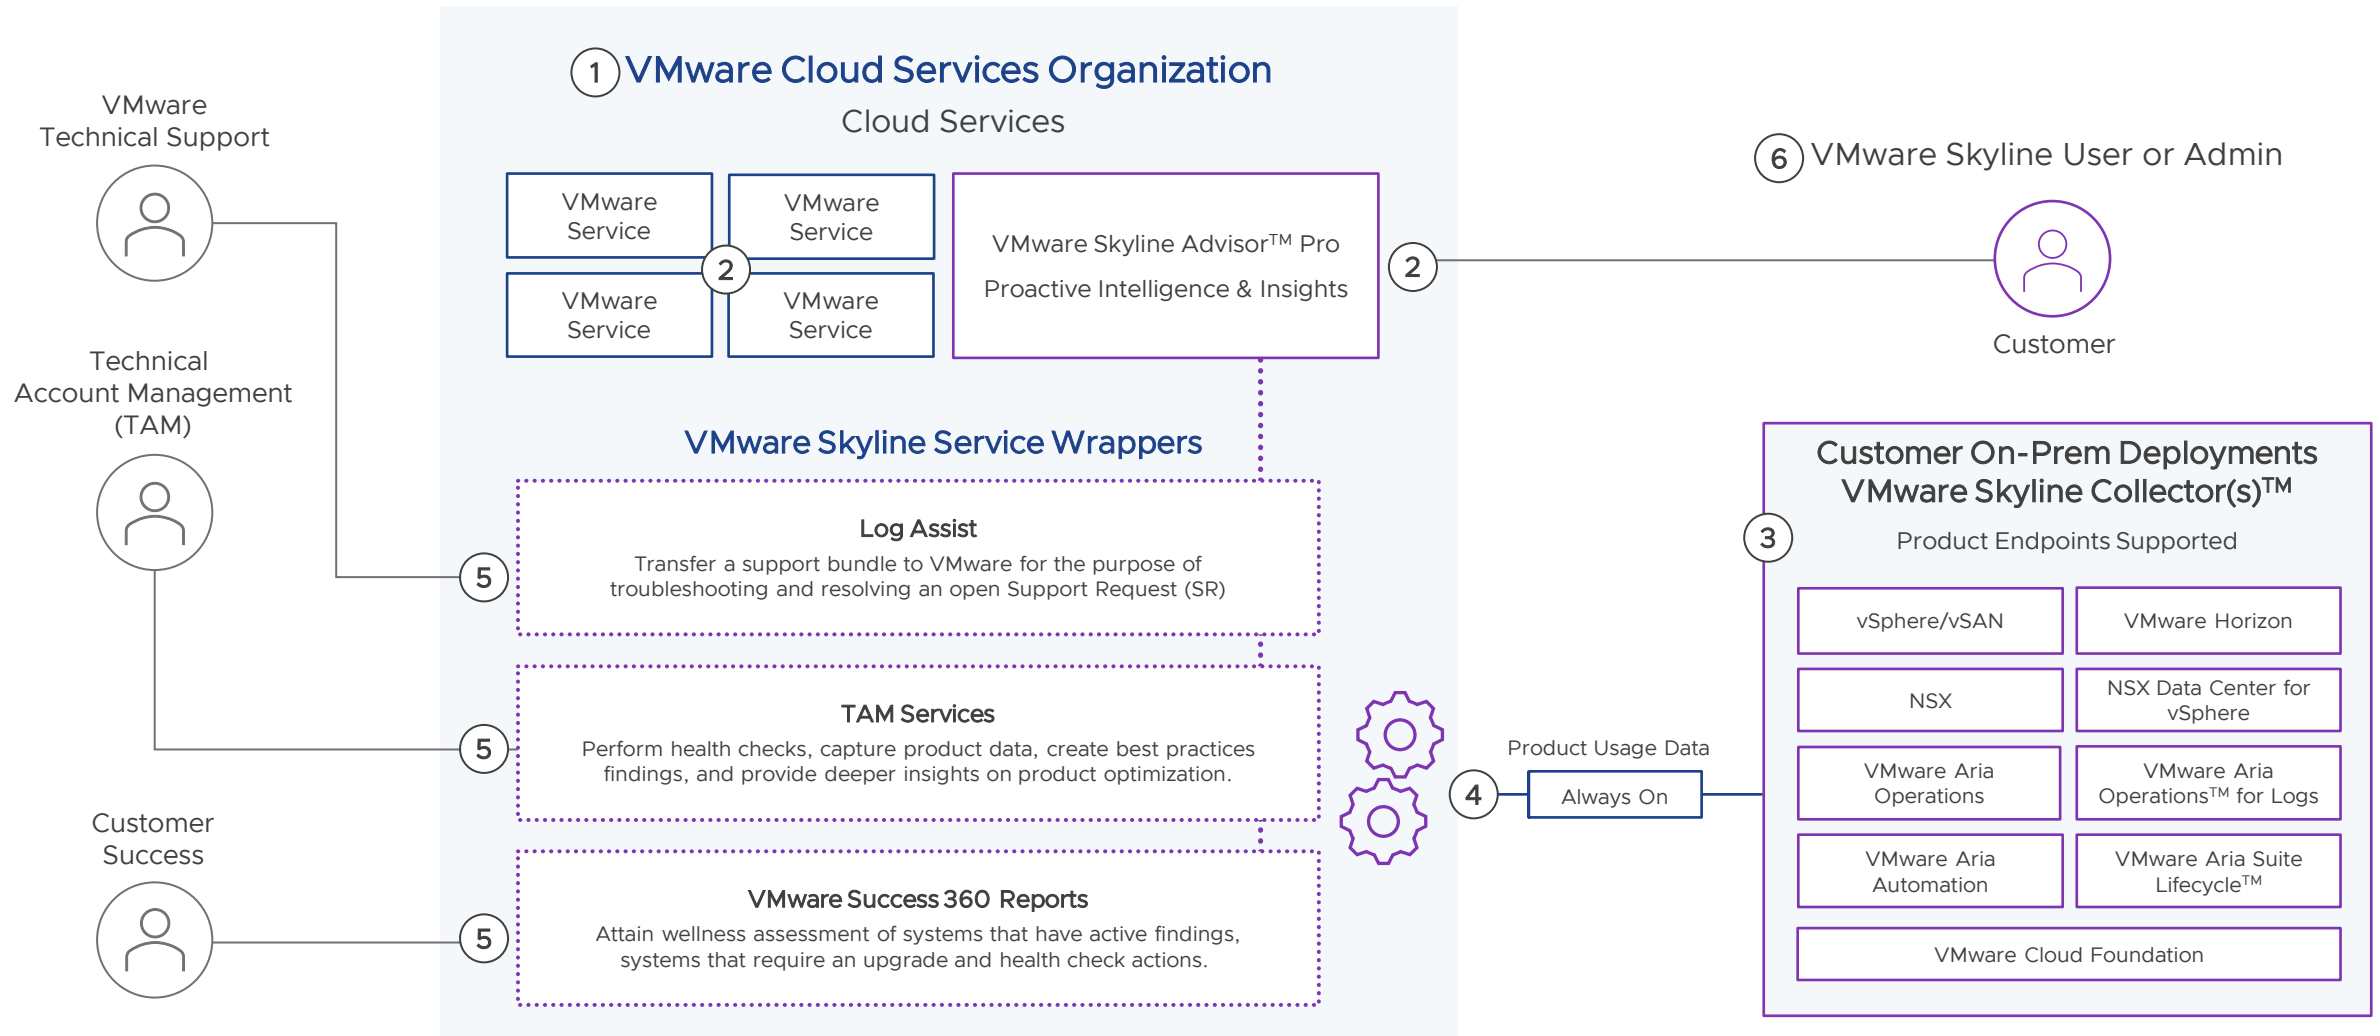 1 VMware Cloud Services Organization
Cloud Services
VMware
Technical Support
Technical
Account Management
(TAM)
Customer
Success
VMware
Service
VMware
Service
VMware
Service
VMware
Service
2
VMware Skyline Advisor™ Pro
Proactive Intelligence & Insights
2
6 VMware Skyline User or Admin
Customer
VMware Skyline Service Wrappers
5
Log Assist
Transfer a support bundle to VMware for the purpose of
troubleshooting and resolving an open Support Request (SR)
5
TAM Services
Perform health checks, capture product data, create best practices
findings, and provide deeper insights on product optimization.
5
VMware Success 360 Reports
Attain wellness assessment of systems that have active findings,
systems that require an upgrade and health check actions.
4
Product Usage Data
Always On
3
Customer On-Prem Deployments
VMware Skyline Collector(s)™
Product Endpoints Supported
vSphere/vSAN
VMware Horizon
NSX
NSX Data Center for
vSphere
VMware Aria
Operations
VMware Aria
Operations™ for Logs
VMware Aria
Automation
VMware Aria Suite
Lifecycle™
VMware Cloud Foundation